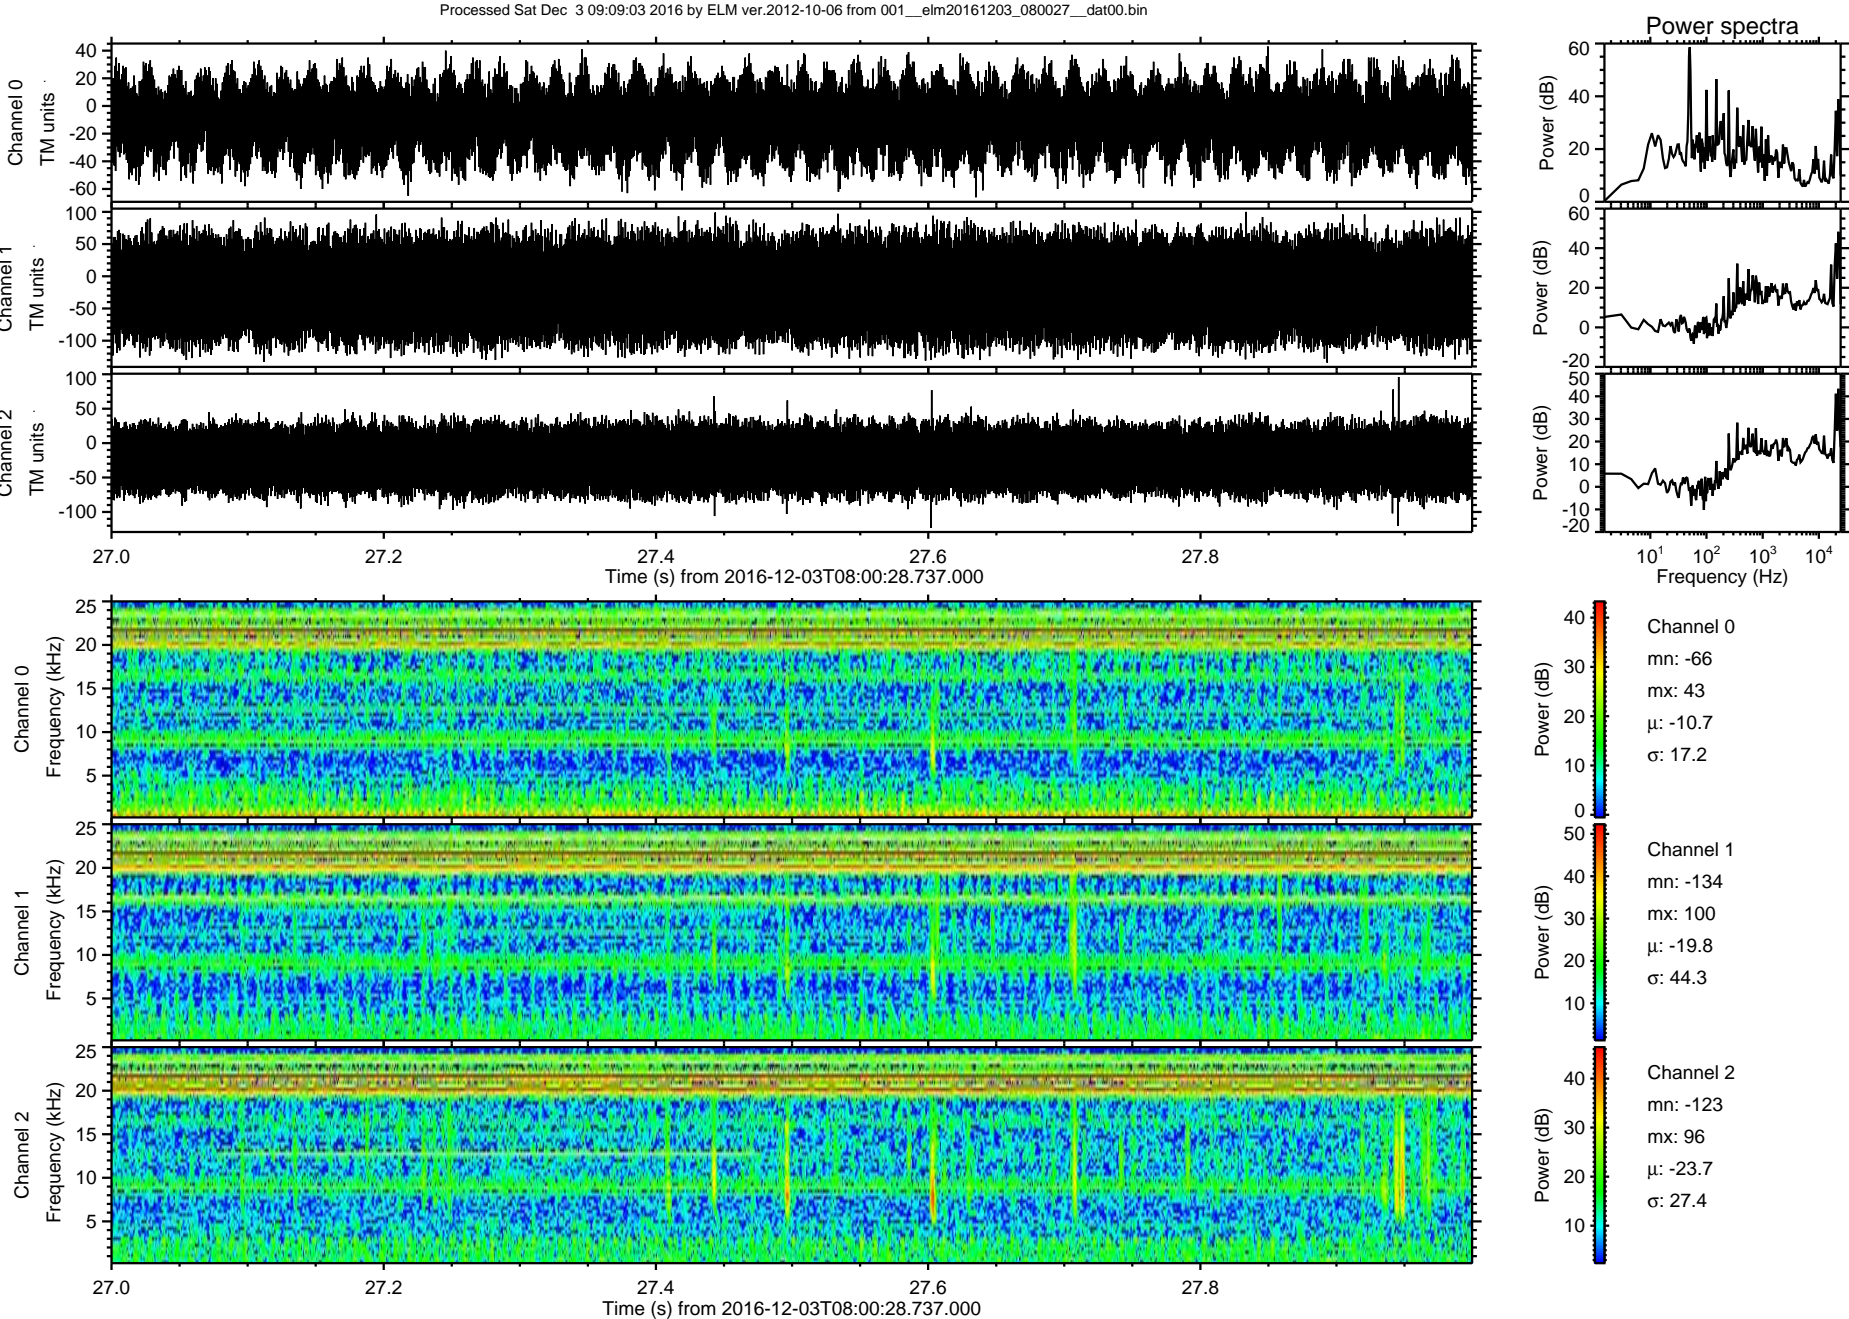 Processed Sat Dec  3 09:09:03 2016 by ELM ver.2012-10-06 from 001__elm20161203_080027__dat00.bin
Power spectra
Channel 0
TM units
40
20
0
-20
-40
-60
Power (dB)
60
40
20
0
Channel 1
TM units
100
50
0
-50
-100
Power (dB)
60
40
20
0
-20
Channel 2
TM units
100
50
0
-50
-100
Power (dB)
50
40
30
20
10
0
-10
-20
27.0 27.2 27.4 27.6 27.8
Time (s) from 2016-12-03T08:00:28.737.000
10¹ 10² 10³ 10⁴
Frequency (Hz)
Channel 0
Frequency (kHz)
25
20
15
10
5
Power (dB)
40
30
20
10
0
Channel 0
mn: -66
mx: 43
μ: -10.7
σ: 17.2
Channel 1
Frequency (kHz)
25
20
15
10
5
Power (dB)
50
40
30
20
10
Channel 1
mn: -134
mx: 100
μ: -19.8
σ: 44.3
Channel 2
Frequency (kHz)
25
20
15
10
5
Power (dB)
40
30
20
10
Channel 2
mn: -123
mx: 96
μ: -23.7
σ: 27.4
27.0 27.2 27.4 27.6 27.8
Time (s) from 2016-12-03T08:00:28.737.000